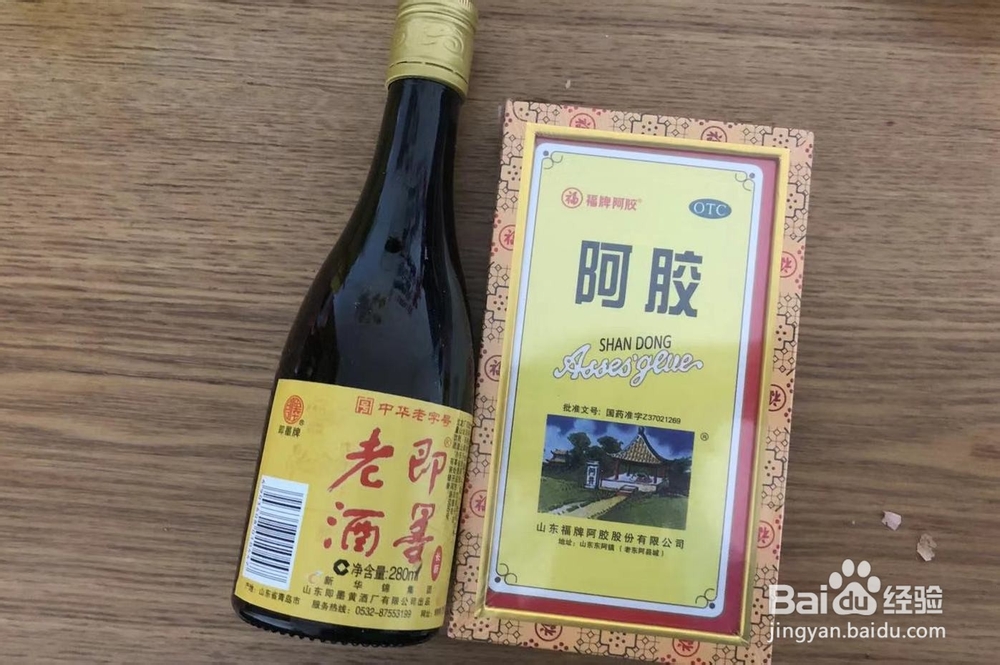 中华老字号
即墨牌
即墨
老酒
净含量:280ml
新华锦集团
山东即墨黄酒厂有限公司出品
产地:山东省青岛市
服务热线:0532-87553199
福
福牌阿胶®
OTC
阿胶
SHAN DONG
Asses'glue
批准文号:国药准字Z37021269
®
山东福牌阿胶股份有限公司
地址:山东东阿镇(老东阿县城)
Baidu经验
jingyan.baidu.com